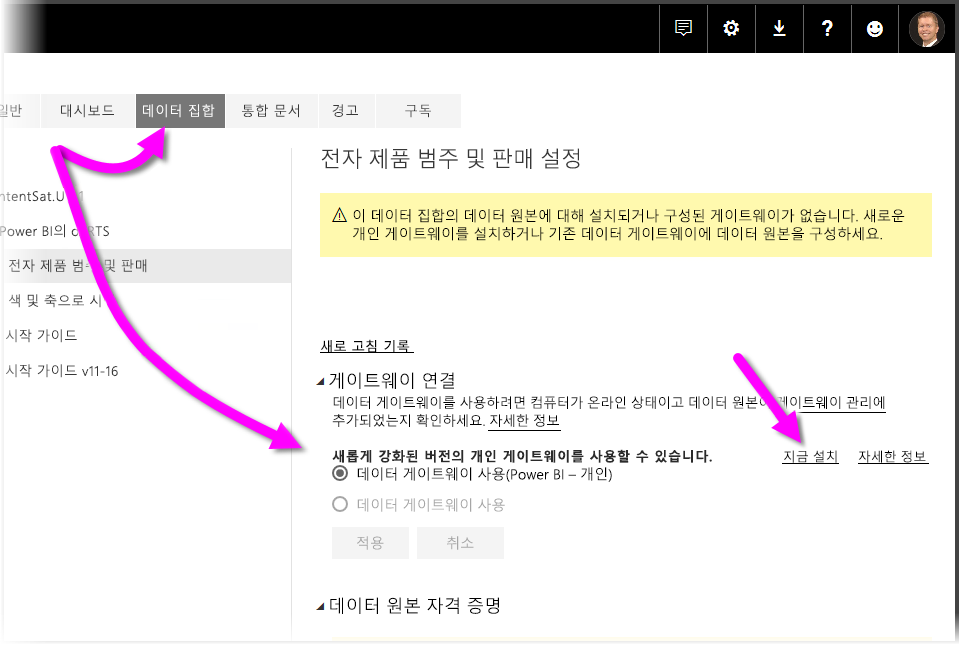 일반 대시보드 데이터 집합 통합 문서 경고 구독
전자 제품 범주 및 판매 설정
이 데이터 집합의 데이터 원본에 대해 설치되거나 구성된 게이트웨이가 없습니다. 새로운
개인 게이트웨이를 설치하거나 기존 데이터 게이트웨이에 데이터 원본을 구성하세요.
Power BI의
전자 제품 및 판매
색 및 축으로
시작 가이드
시작 가이드 v11-16
새로 고침 기록
게이트웨이 연결
데이터 게이트웨이를 사용하려면 컴퓨터가 온라인 상태이고 데이터 원본이 게이트웨이 관리에
추가되었는지 확인하세요. 자세한 정보
새롭게 강화된 버전의 개인 게이트웨이를 사용할 수 있습니다. 지금 설치 자세한 정보
데이터 게이트웨이 사용(Power BI – 개인)
데이터 게이트웨이 사용
적용 취소
데이터 원본 자격 증명